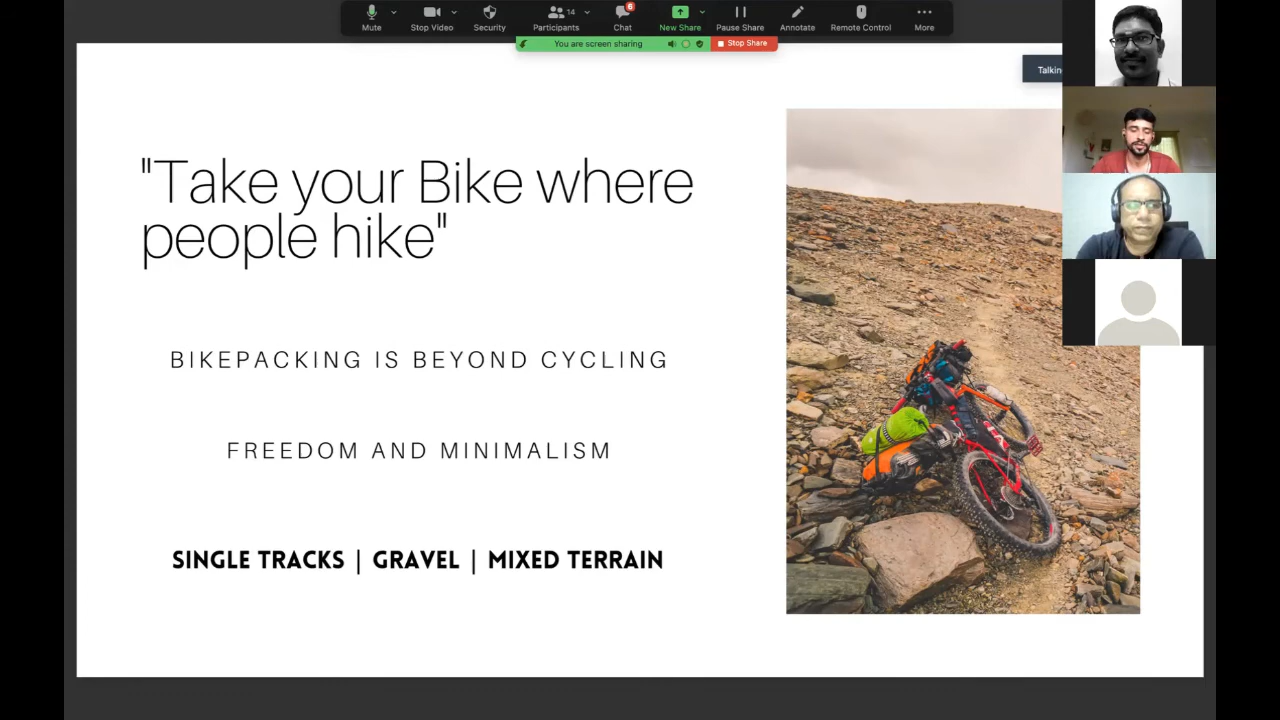 Mute
Stop Video
Security
14
Participants
6
Chat
New Share
Pause Share
Annotate
Remote Control
More
You are screen sharing
Stop Share
"Take your Bike where
people hike"
BIKEPACKING IS BEYOND CYCLING
FREEDOM AND MINIMALISM
SINGLE TRACKS | GRAVEL | MIXED TERRAIN